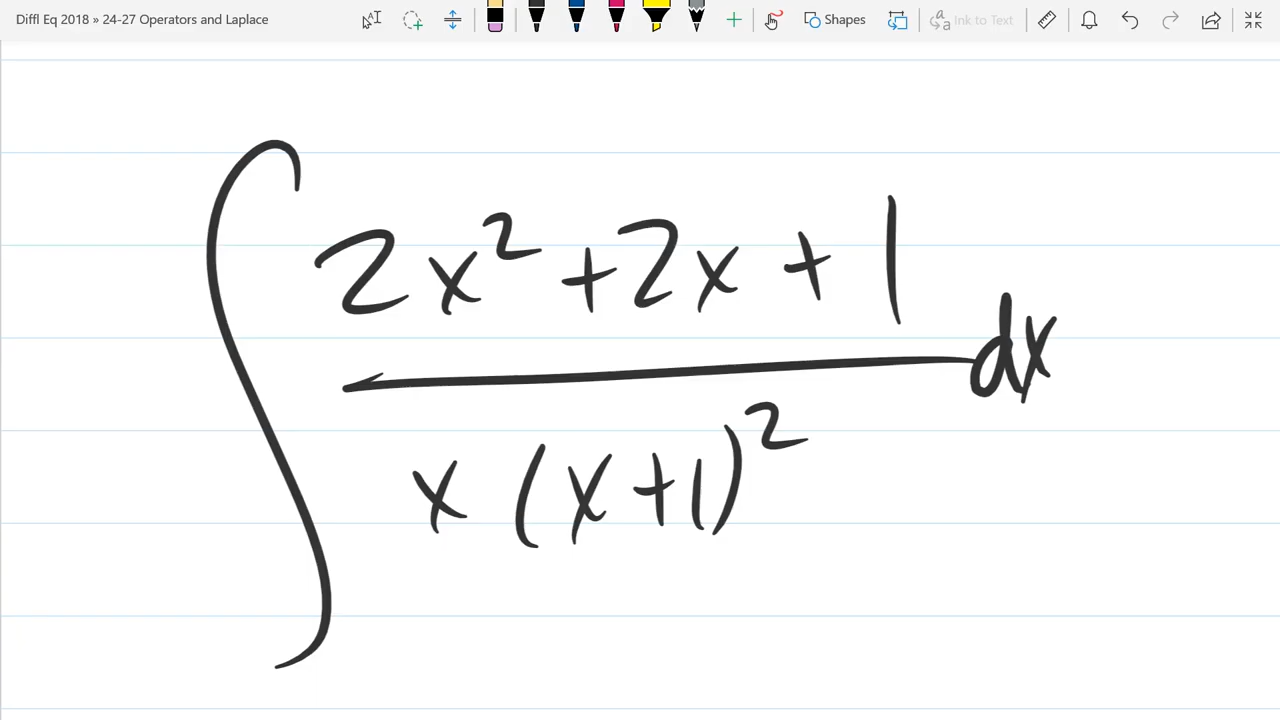 Diffl Eq 2018 » 24-27 Operators and Laplace
Shapes
Ink to Text
∫ 2x² + 2x + 1
dx
x (x+1)²